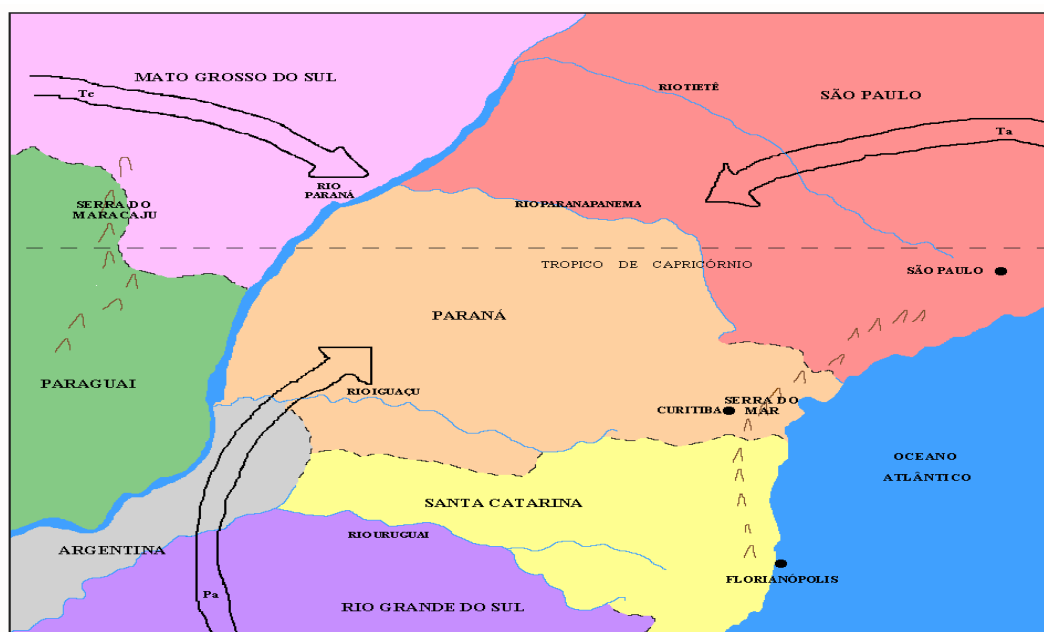 MATO GROSSO DO SUL
Tc
RIO TIETÊ
SÃO PAULO
Ta
RIO
PARANÁ
SERRA DO
MARACAJU
RIO PARANAPANEMA
TROPICO DE CAPRICÓRNIO
SÃO PAULO
PARANÁ
PARAGUAI
RIO IGUAÇU
CURITIBA
SERRA DO
MAR
OCEANO
ATLÂNTICO
SANTA CATARINA
ARGENTINA
RIO URUGUAI
FLORIANÓPOLIS
Pa
RIO GRANDE DO SUL